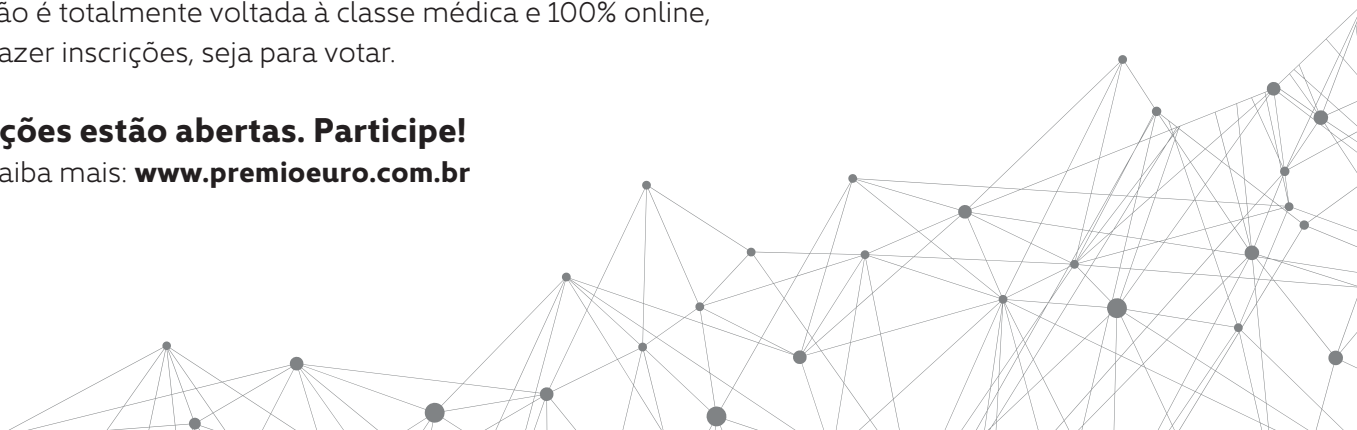 ão é totalmente voltada à classe médica e 100% online,
azer inscrições, seja para votar.
ções estão abertas. Participe!
aiba mais: www.premioeuro.com.br